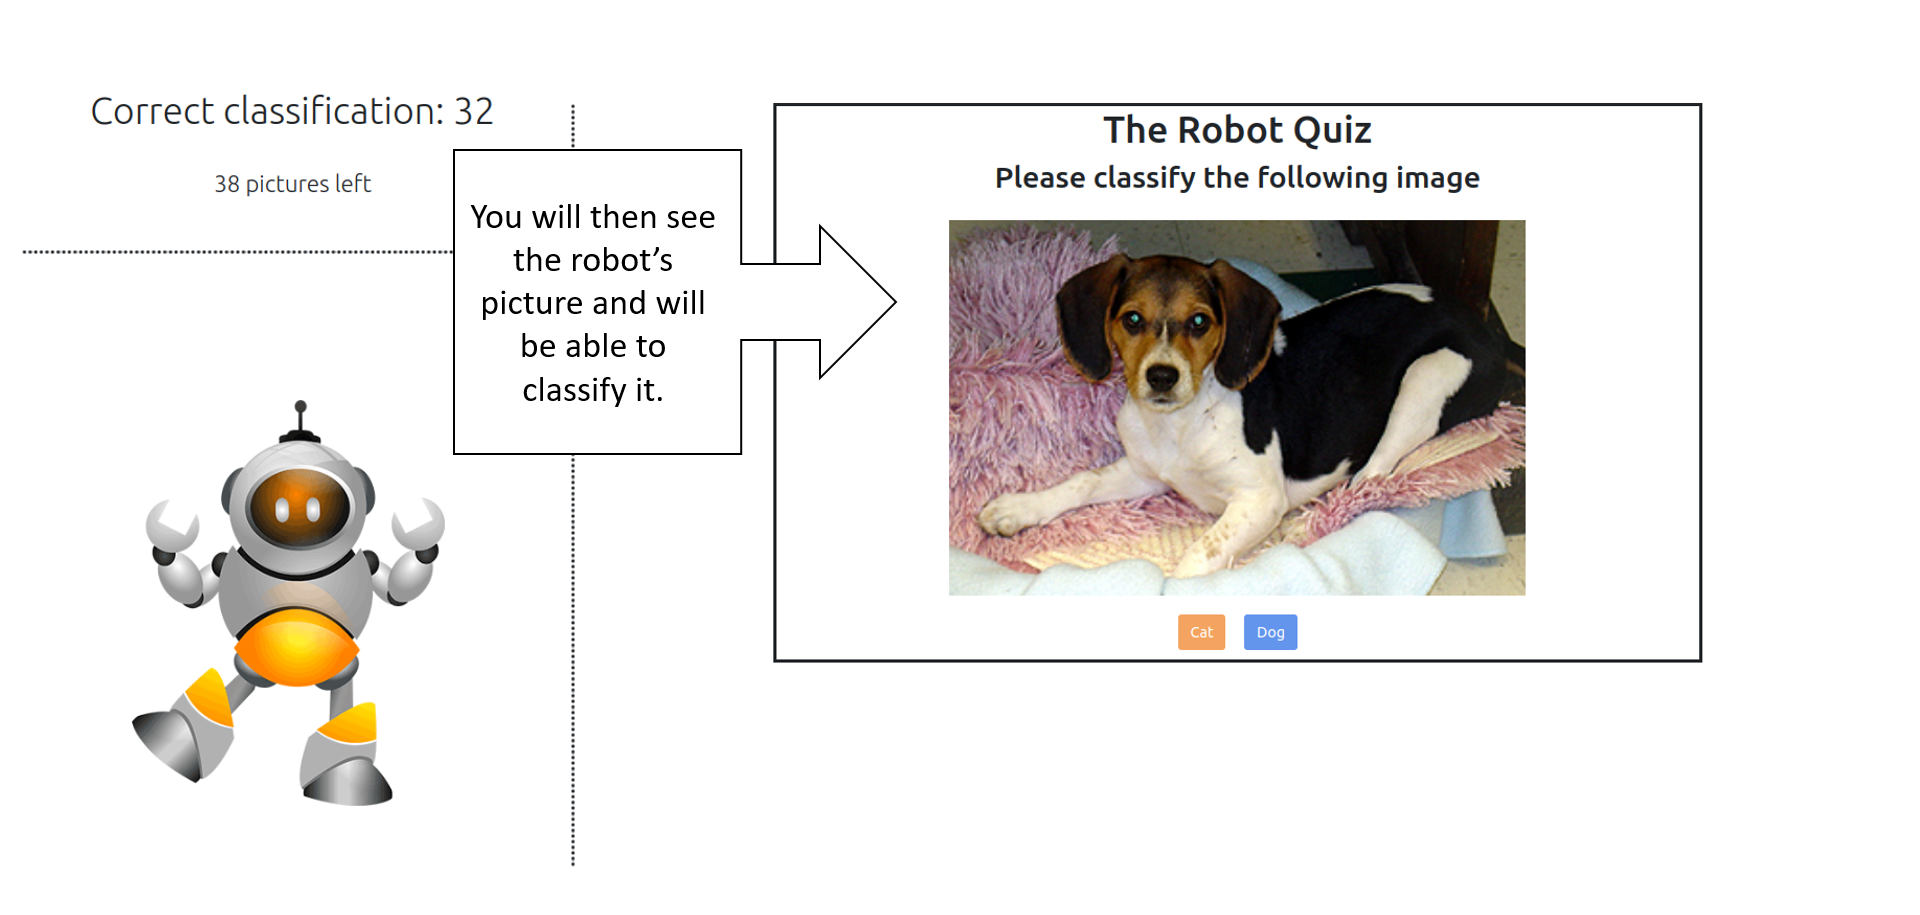 Correct classification: 32
38 pictures left
You will then see
the robot’s
picture and will
be able to
classify it.
The Robot Quiz
Please classify the following image
Cat
Dog